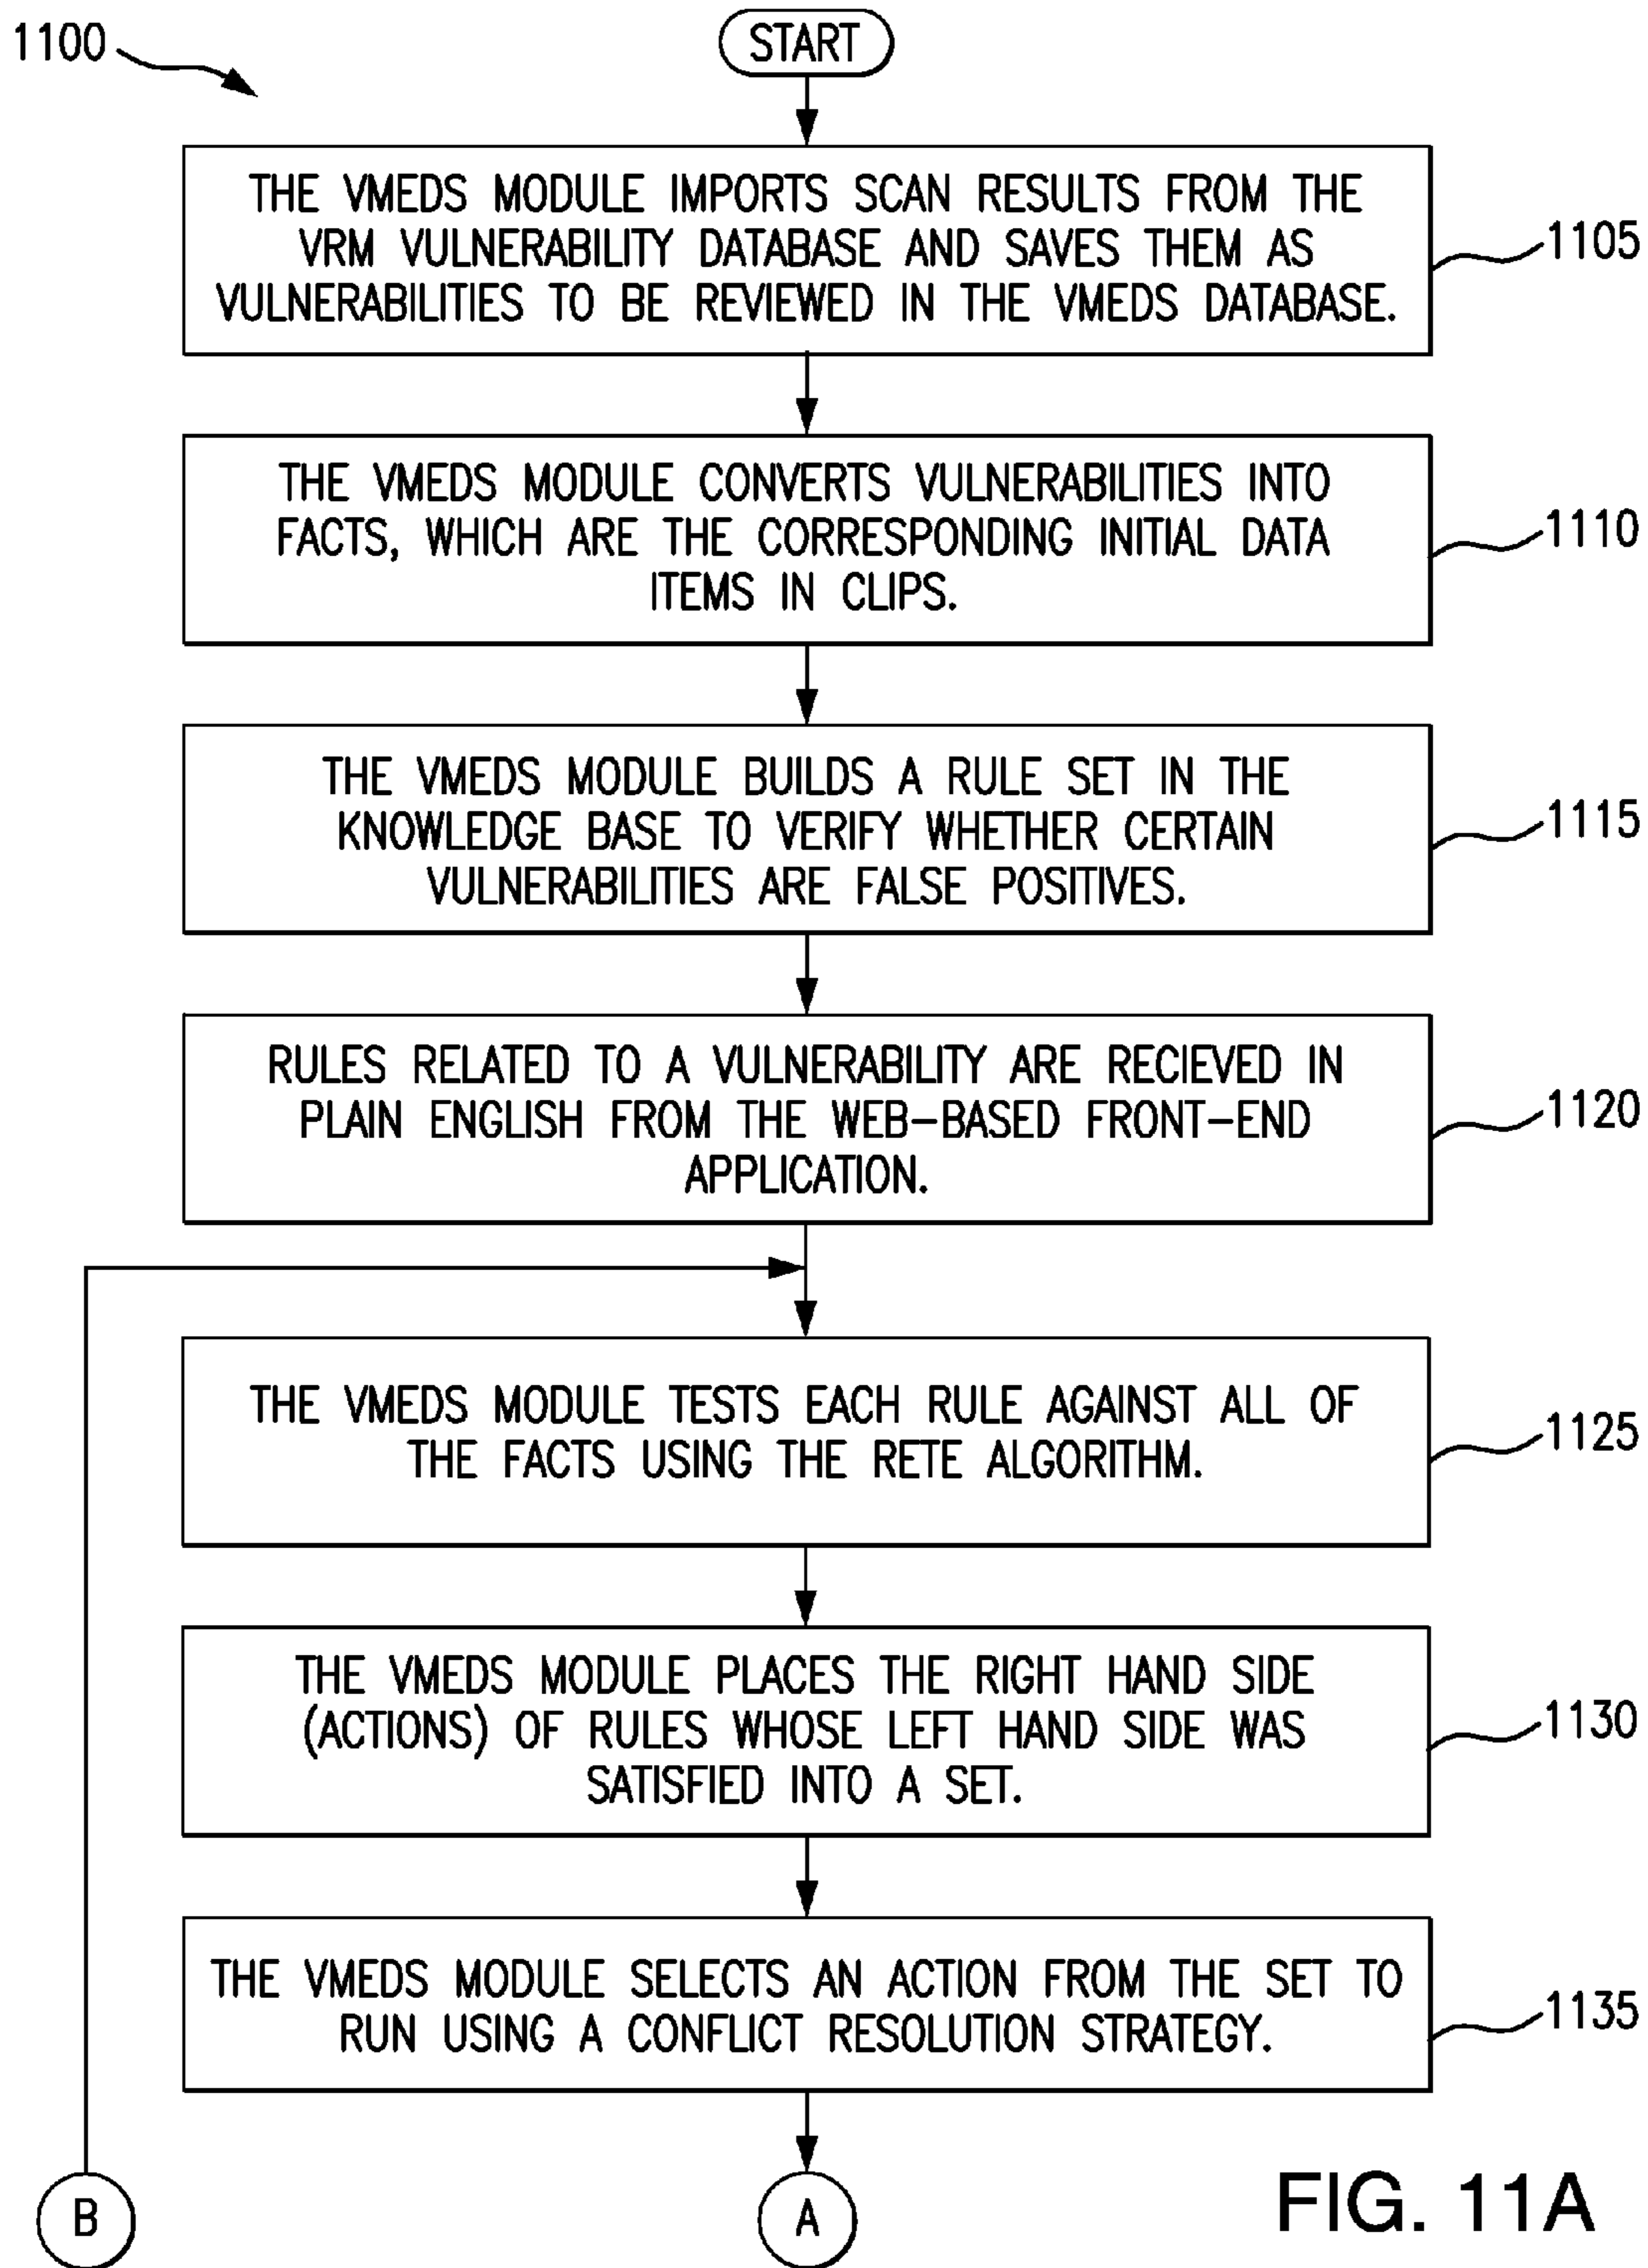 1100
START
THE VMEDS MODULE IMPORTS SCAN RESULTS FROM THE
VRM VULNERABILITY DATABASE AND SAVES THEM AS
VULNERABILITIES TO BE REVIEWED IN THE VMEDS DATABASE.
1105
THE VMEDS MODULE CONVERTS VULNERABILITIES INTO
FACTS, WHICH ARE THE CORRESPONDING INITIAL DATA
ITEMS IN CLIPS.
1110
THE VMEDS MODULE BUILDS A RULE SET IN THE
KNOWLEDGE BASE TO VERIFY WHETHER CERTAIN
VULNERABILITIES ARE FALSE POSITIVES.
1115
RULES RELATED TO A VULNERABILITY ARE RECIEVED IN
PLAIN ENGLISH FROM THE WEB-BASED FRONT-END
APPLICATION.
1120
THE VMEDS MODULE TESTS EACH RULE AGAINST ALL OF
THE FACTS USING THE RETE ALGORITHM.
1125
THE VMEDS MODULE PLACES THE RIGHT HAND SIDE
(ACTIONS) OF RULES WHOSE LEFT HAND SIDE WAS
SATISFIED INTO A SET.
1130
THE VMEDS MODULE SELECTS AN ACTION FROM THE SET TO
RUN USING A CONFLICT RESOLUTION STRATEGY.
1135
B
A
FIG. 11A